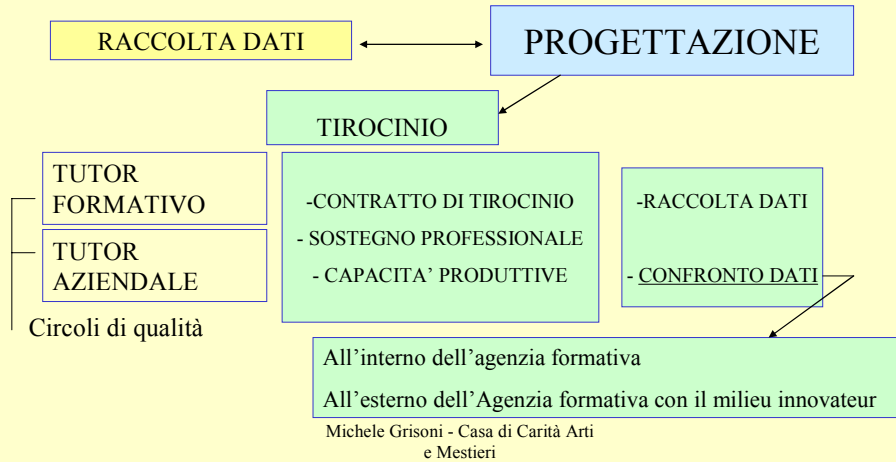 RACCOLTA DATI
PROGETTAZIONE
TIROCINIO
TUTOR
FORMATIVO
TUTOR
AZIENDALE
Circoli di qualità
-CONTRATTO DI TIROCINIO
- SOSTEGNO PROFESSIONALE
- CAPACITA’ PRODUTTIVE
-RACCOLTA DATI
- CONFRONTO DATI
All’interno dell’agenzia formativa
All’esterno dell’Agenzia formativa con il milieu innovateur
Michele Grisoni - Casa di Carità Arti
e Mestieri